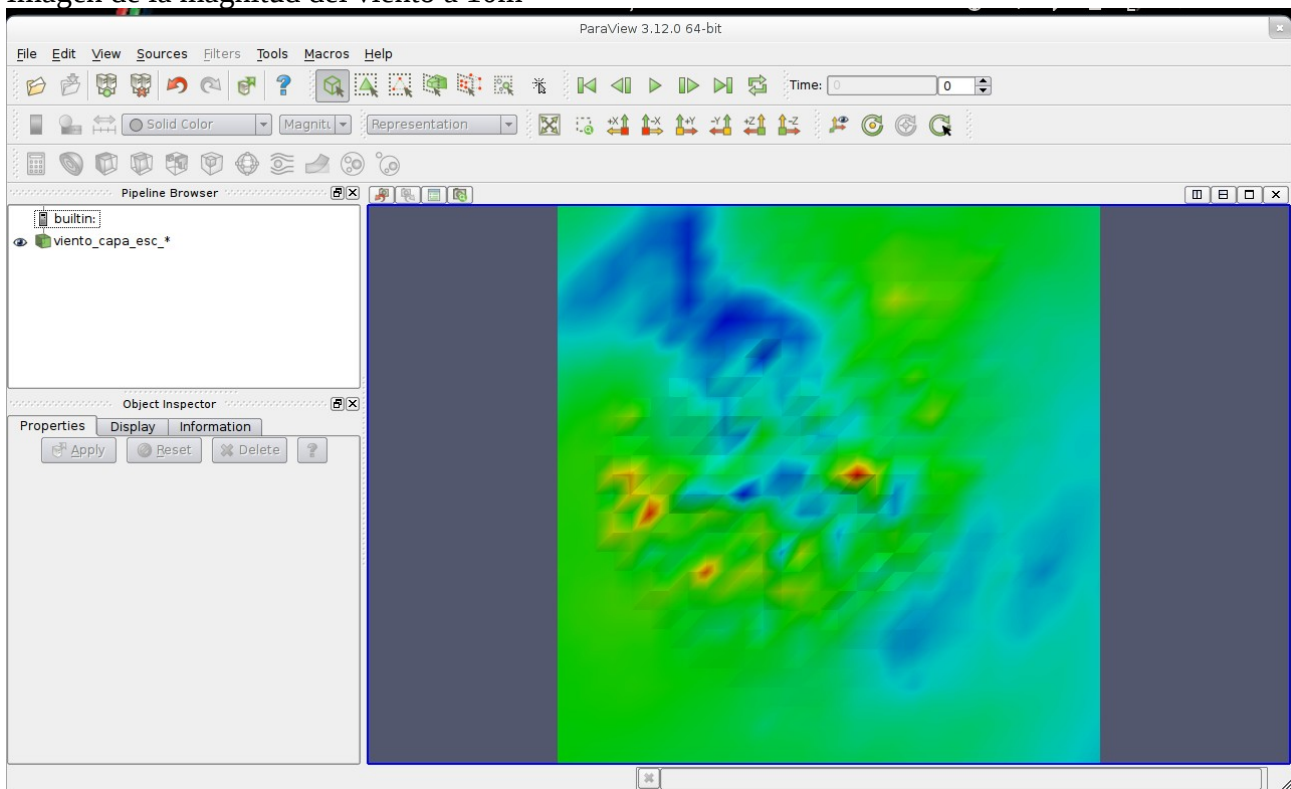 Imagen de la magnitud del viento a 10m
ParaView 3.12.0 64-bit
File Edit View Sources Filters Tools Macros Help
Time: 0 0
Solid Color Magnitu Representation
+X -X +Y -Y +Z -Z
Pipeline Browser
builtin:
viento_capa_esc_*
Object Inspector
Properties Display Information
Apply Reset Delete ?